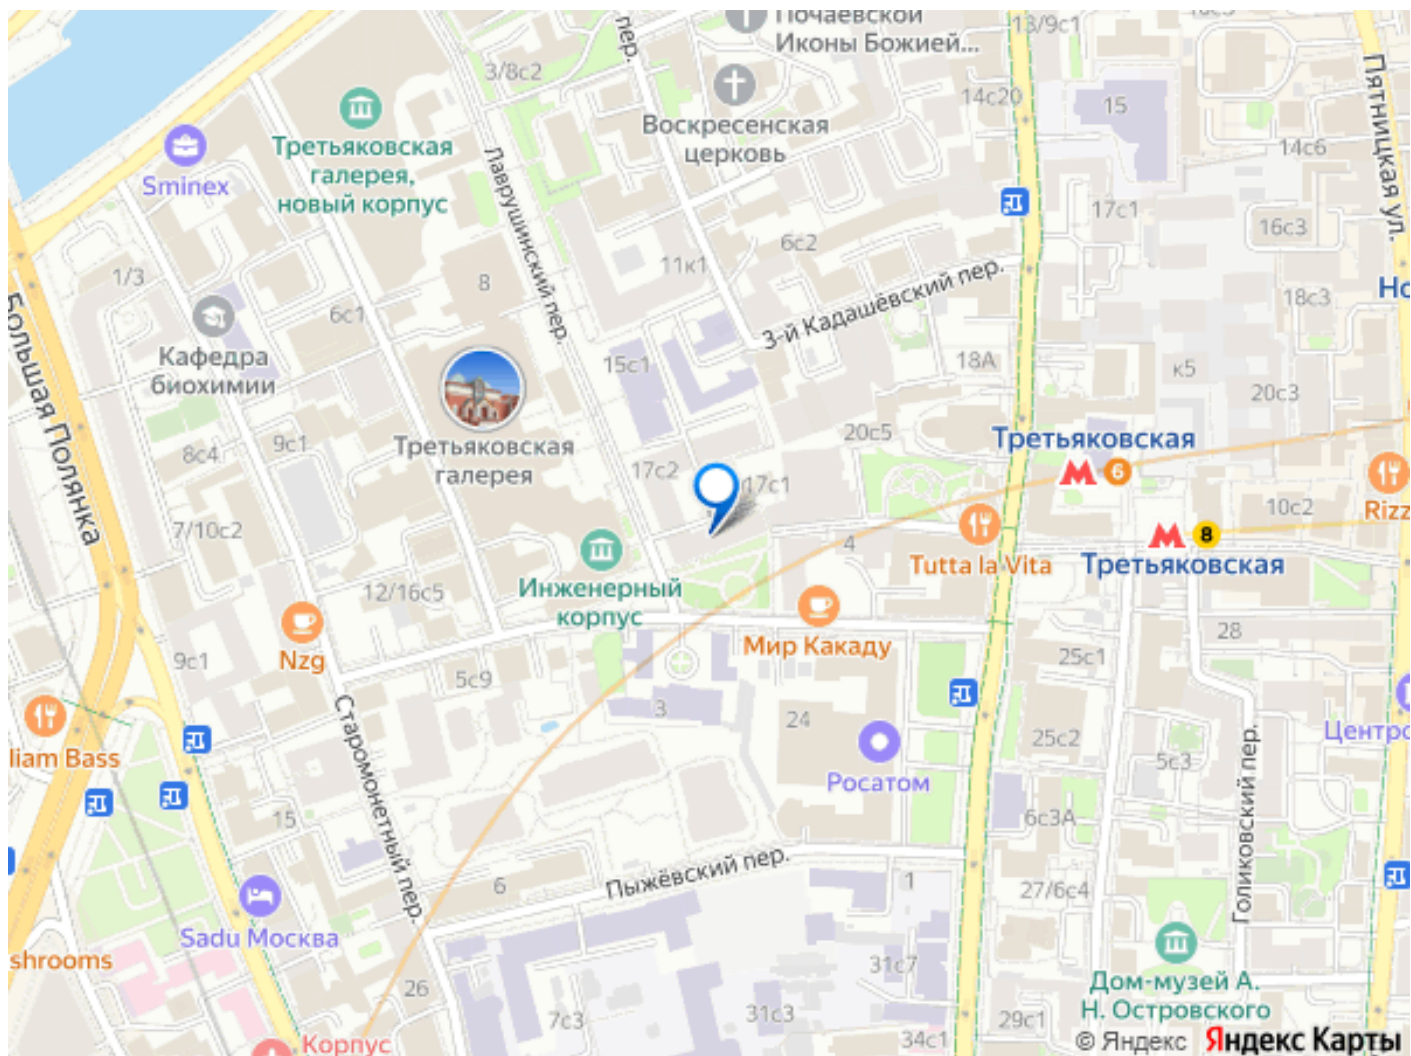 Почаевской
Иконы Божией...
13/9с1
пер.
3/8с2
14с20
15
Пятницкая ул.
Воскресенская
церковь
Третьяковская
галерея,
новый корпус
Sminex
Лаврушинский пер.
14с6
17с1
16с3
6с2
11к1
1/3
8
6с1
3-й Кадашёвский пер.
18с3
Но
Большая Полянка
Кафедра
биохимии
15с1
18А
к5
20с3
9с1
8с4
Третьяковская
галерея
20с5
Третьяковская
6
17с2
17с1
7/10с2
10с2
Rizz
8
Третьяковская
4
Tutta la Vita
Инженерный
корпус
12/16с5
Мир Какаду
Nzg
9с1
28
25с1
5с9
3
24
Росатом
25с2
Центро
5с3
liam Bass
Старомонетный пер.
Голиковский пер.
15
6с3А
Пыжёвский пер.
6
1
27/6с4
Sadu Москва
shrooms
31с7
Дом-музей А.
Н. Островского
26
7с3
31с3
29с1
34с1
Корпус
© Яндекс Яндекс Карты